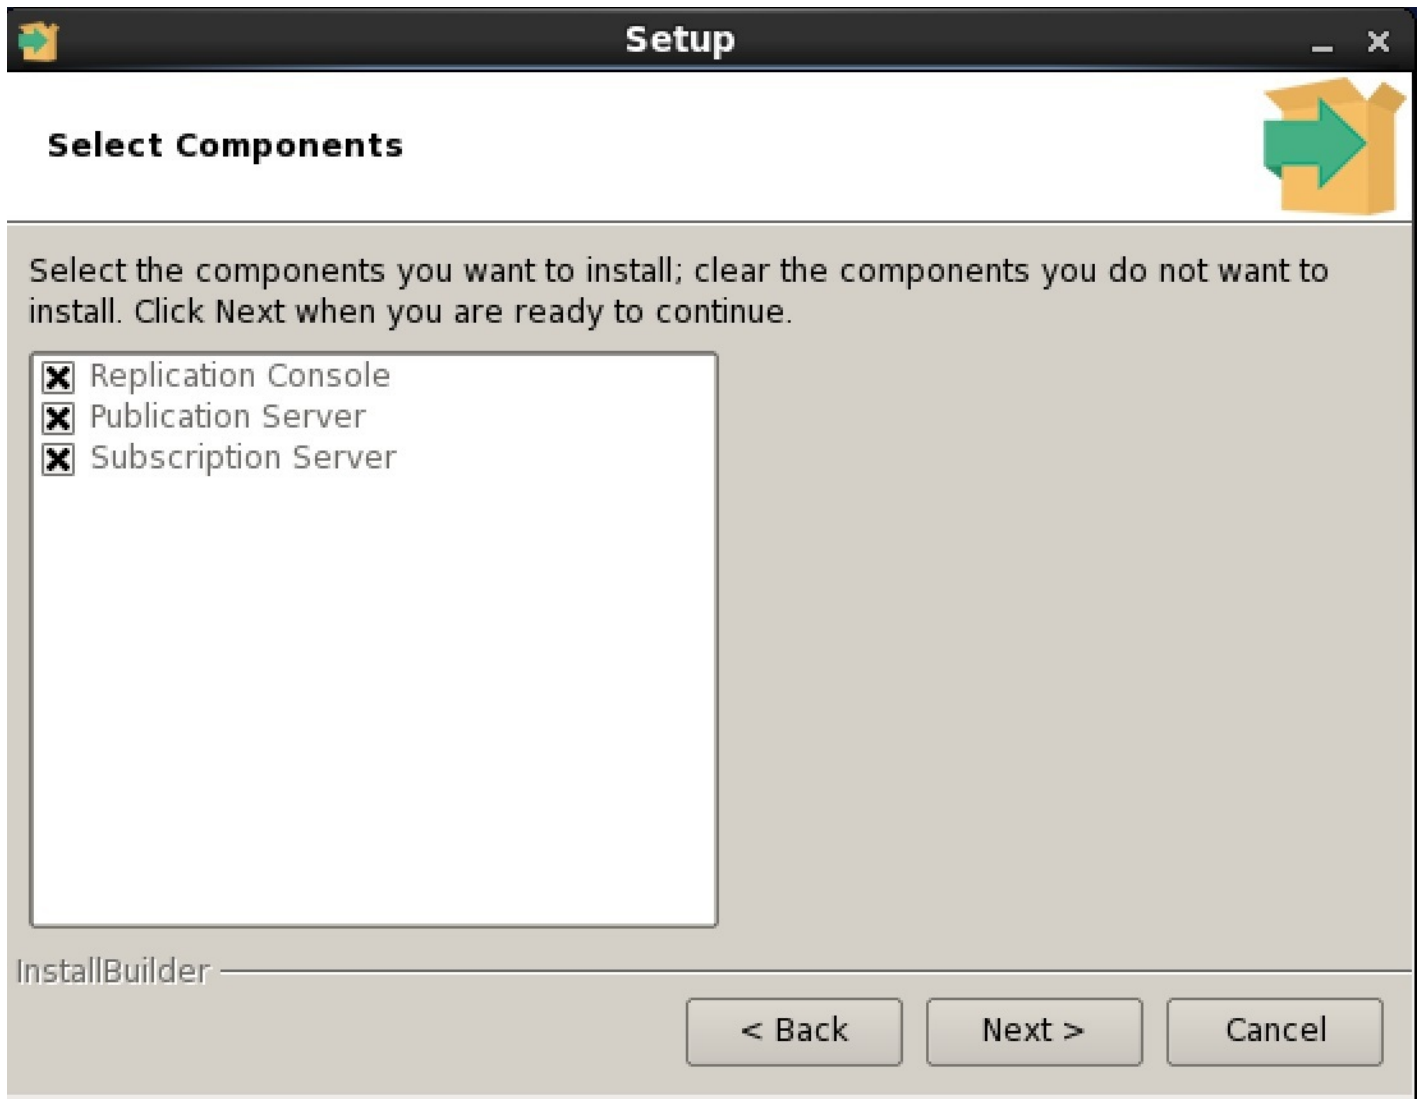 Setup
Select Components
Select the components you want to install; clear the components you do not want to
install. Click Next when you are ready to continue.
Replication Console
Publication Server
Subscription Server
InstallBuilder
< Back
Next >
Cancel